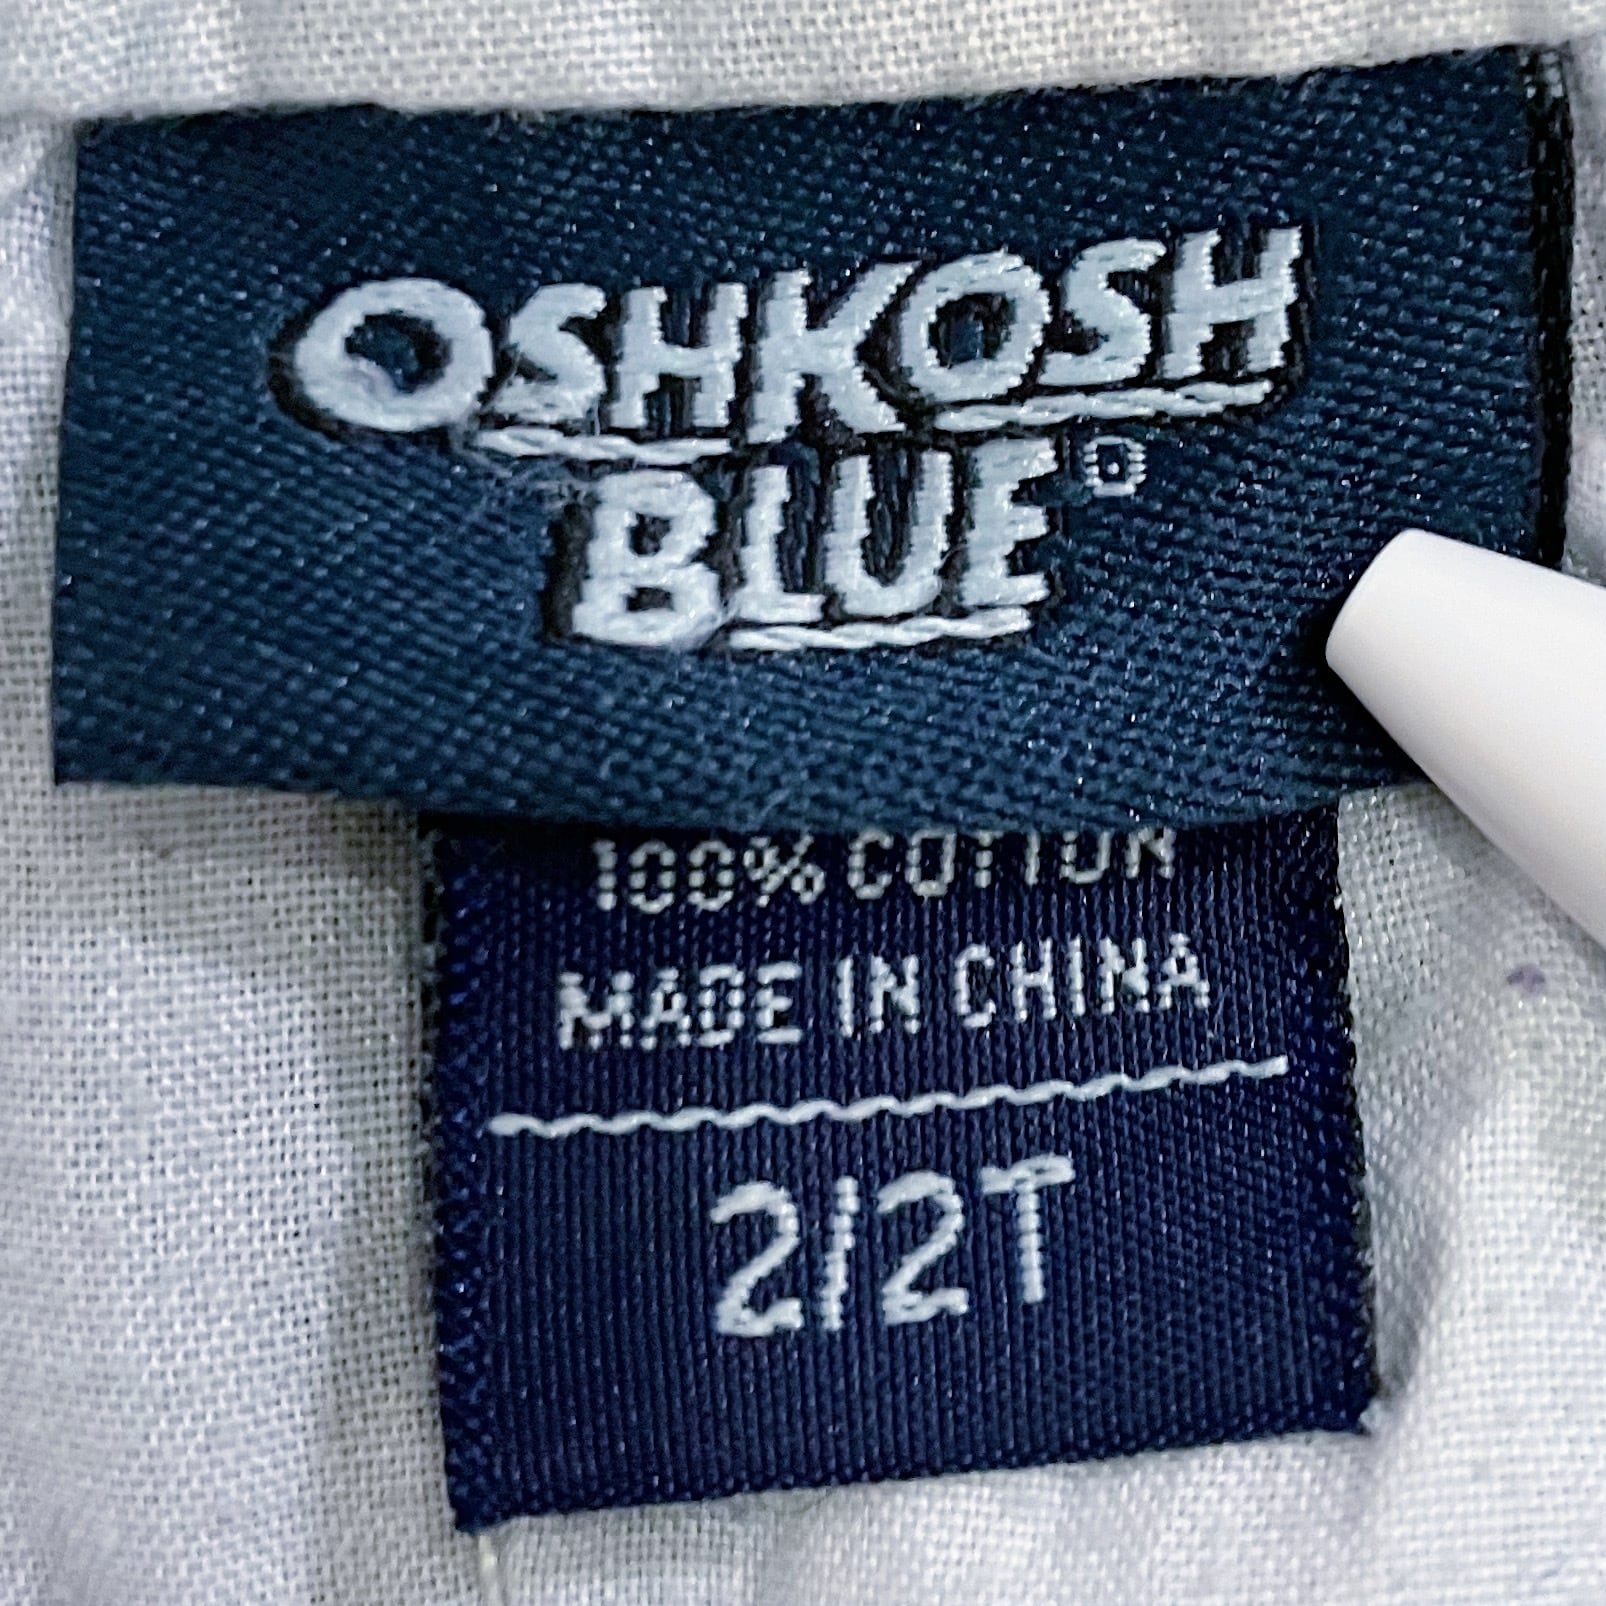 OSHKOSH
BLUE®
100% COTTON
MADE IN CHINA
2/2T